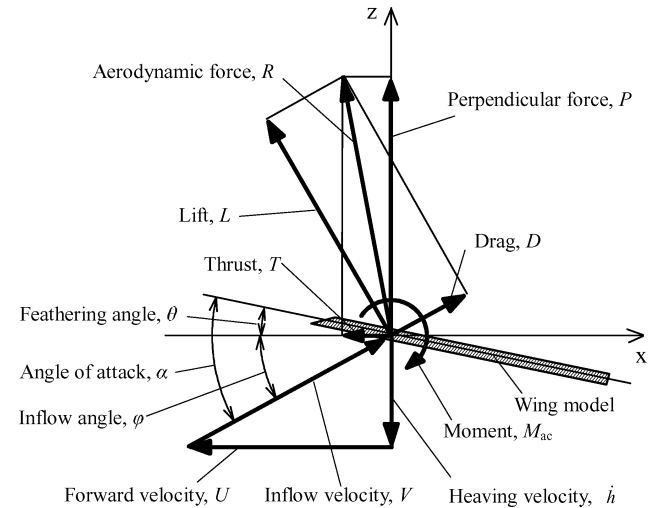 z
Aerodynamic force, R
Perpendicular force, P
Lift, L
Drag, D
Thrust, T
Feathering angle, θ
x
Angle of attack, α
Wing model
Inflow angle, φ
Moment, Mac
Forward velocity, U
Inflow velocity, V
Heaving velocity, ḣ